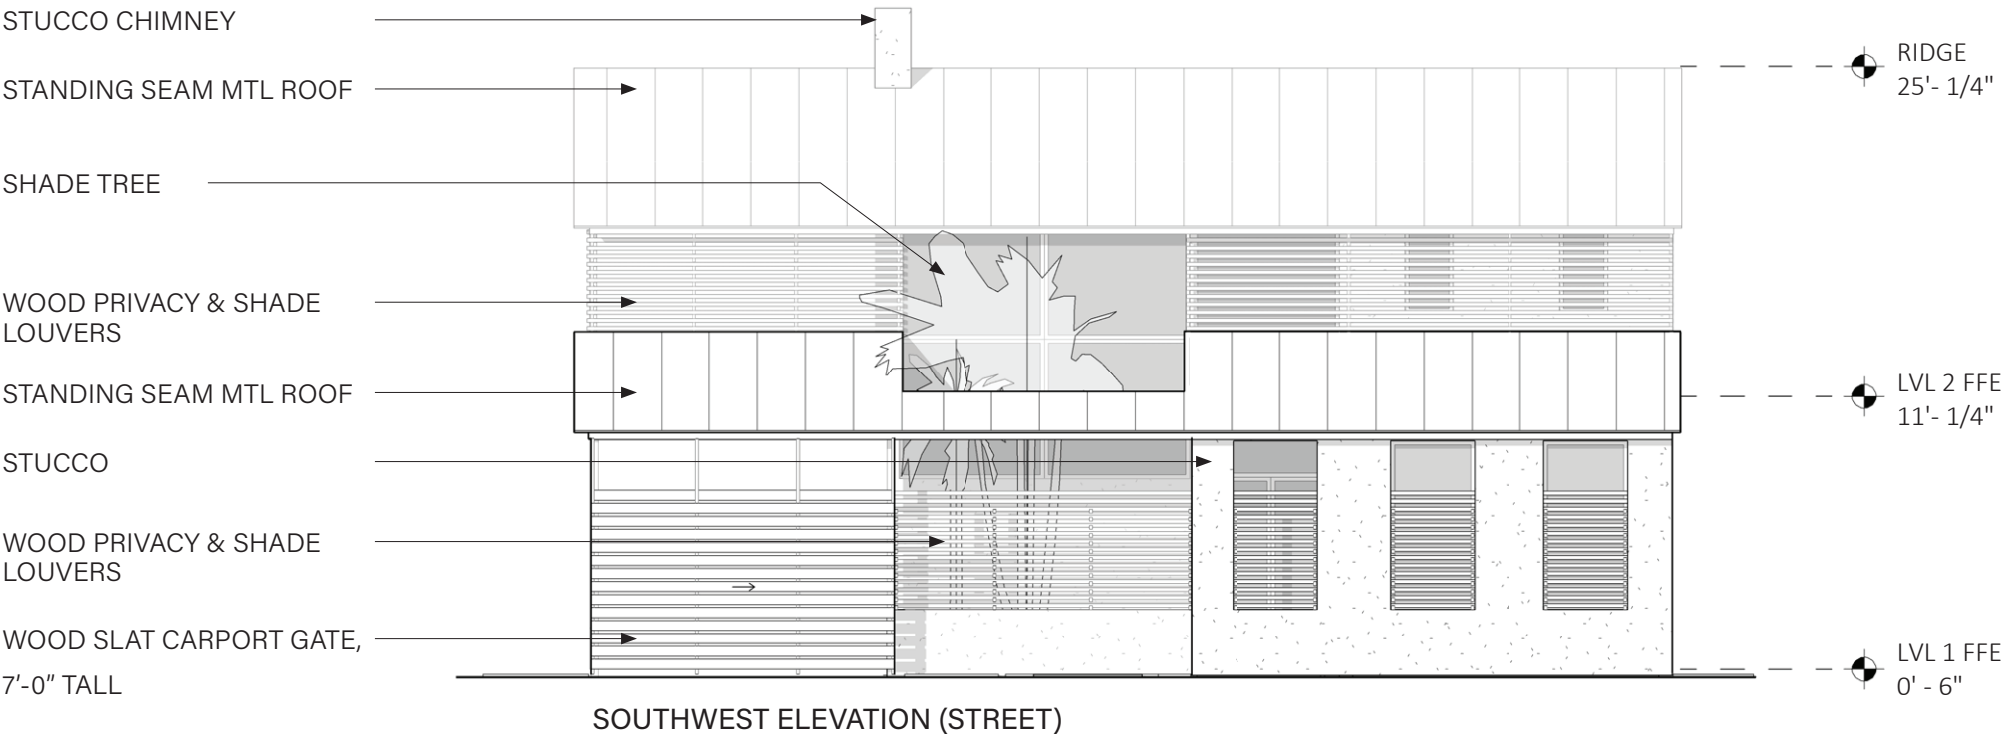 STUCCO CHIMNEY
STANDING SEAM MTL ROOF
SHADE TREE
WOOD PRIVACY & SHADE
LOUVERS
STANDING SEAM MTL ROOF
STUCCO
WOOD PRIVACY & SHADE
LOUVERS
WOOD SLAT CARPORT GATE,
7'-0" TALL
RIDGE
25'- 1/4"
LVL 2 FFE
11'- 1/4"
LVL 1 FFE
0' - 6"
SOUTHWEST ELEVATION (STREET)